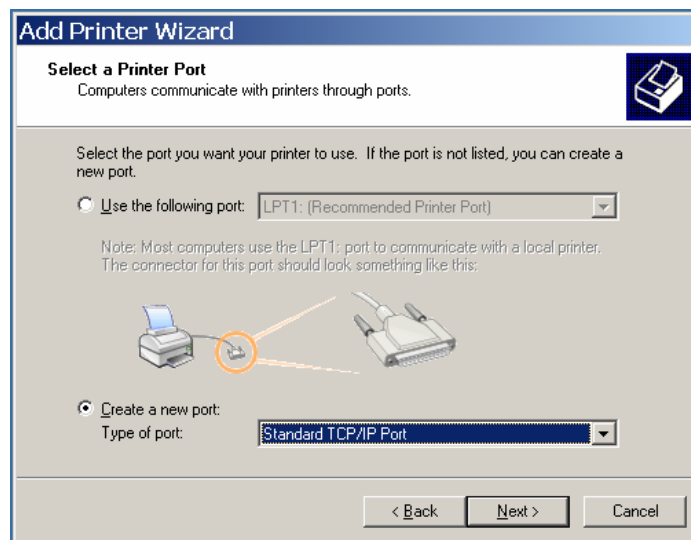 Add Printer Wizard
Select a Printer Port
Computers communicate with printers through ports.
Select the port you want your printer to use.  If the port is not listed, you can create a
new port.
Use the following port:
LPT1: (Recommended Printer Port)
Note: Most computers use the LPT1: port to communicate with a local printer.
The connector for this port should look something like this:
Create a new port:
Type of port:
Standard TCP/IP Port
< Back
Next >
Cancel